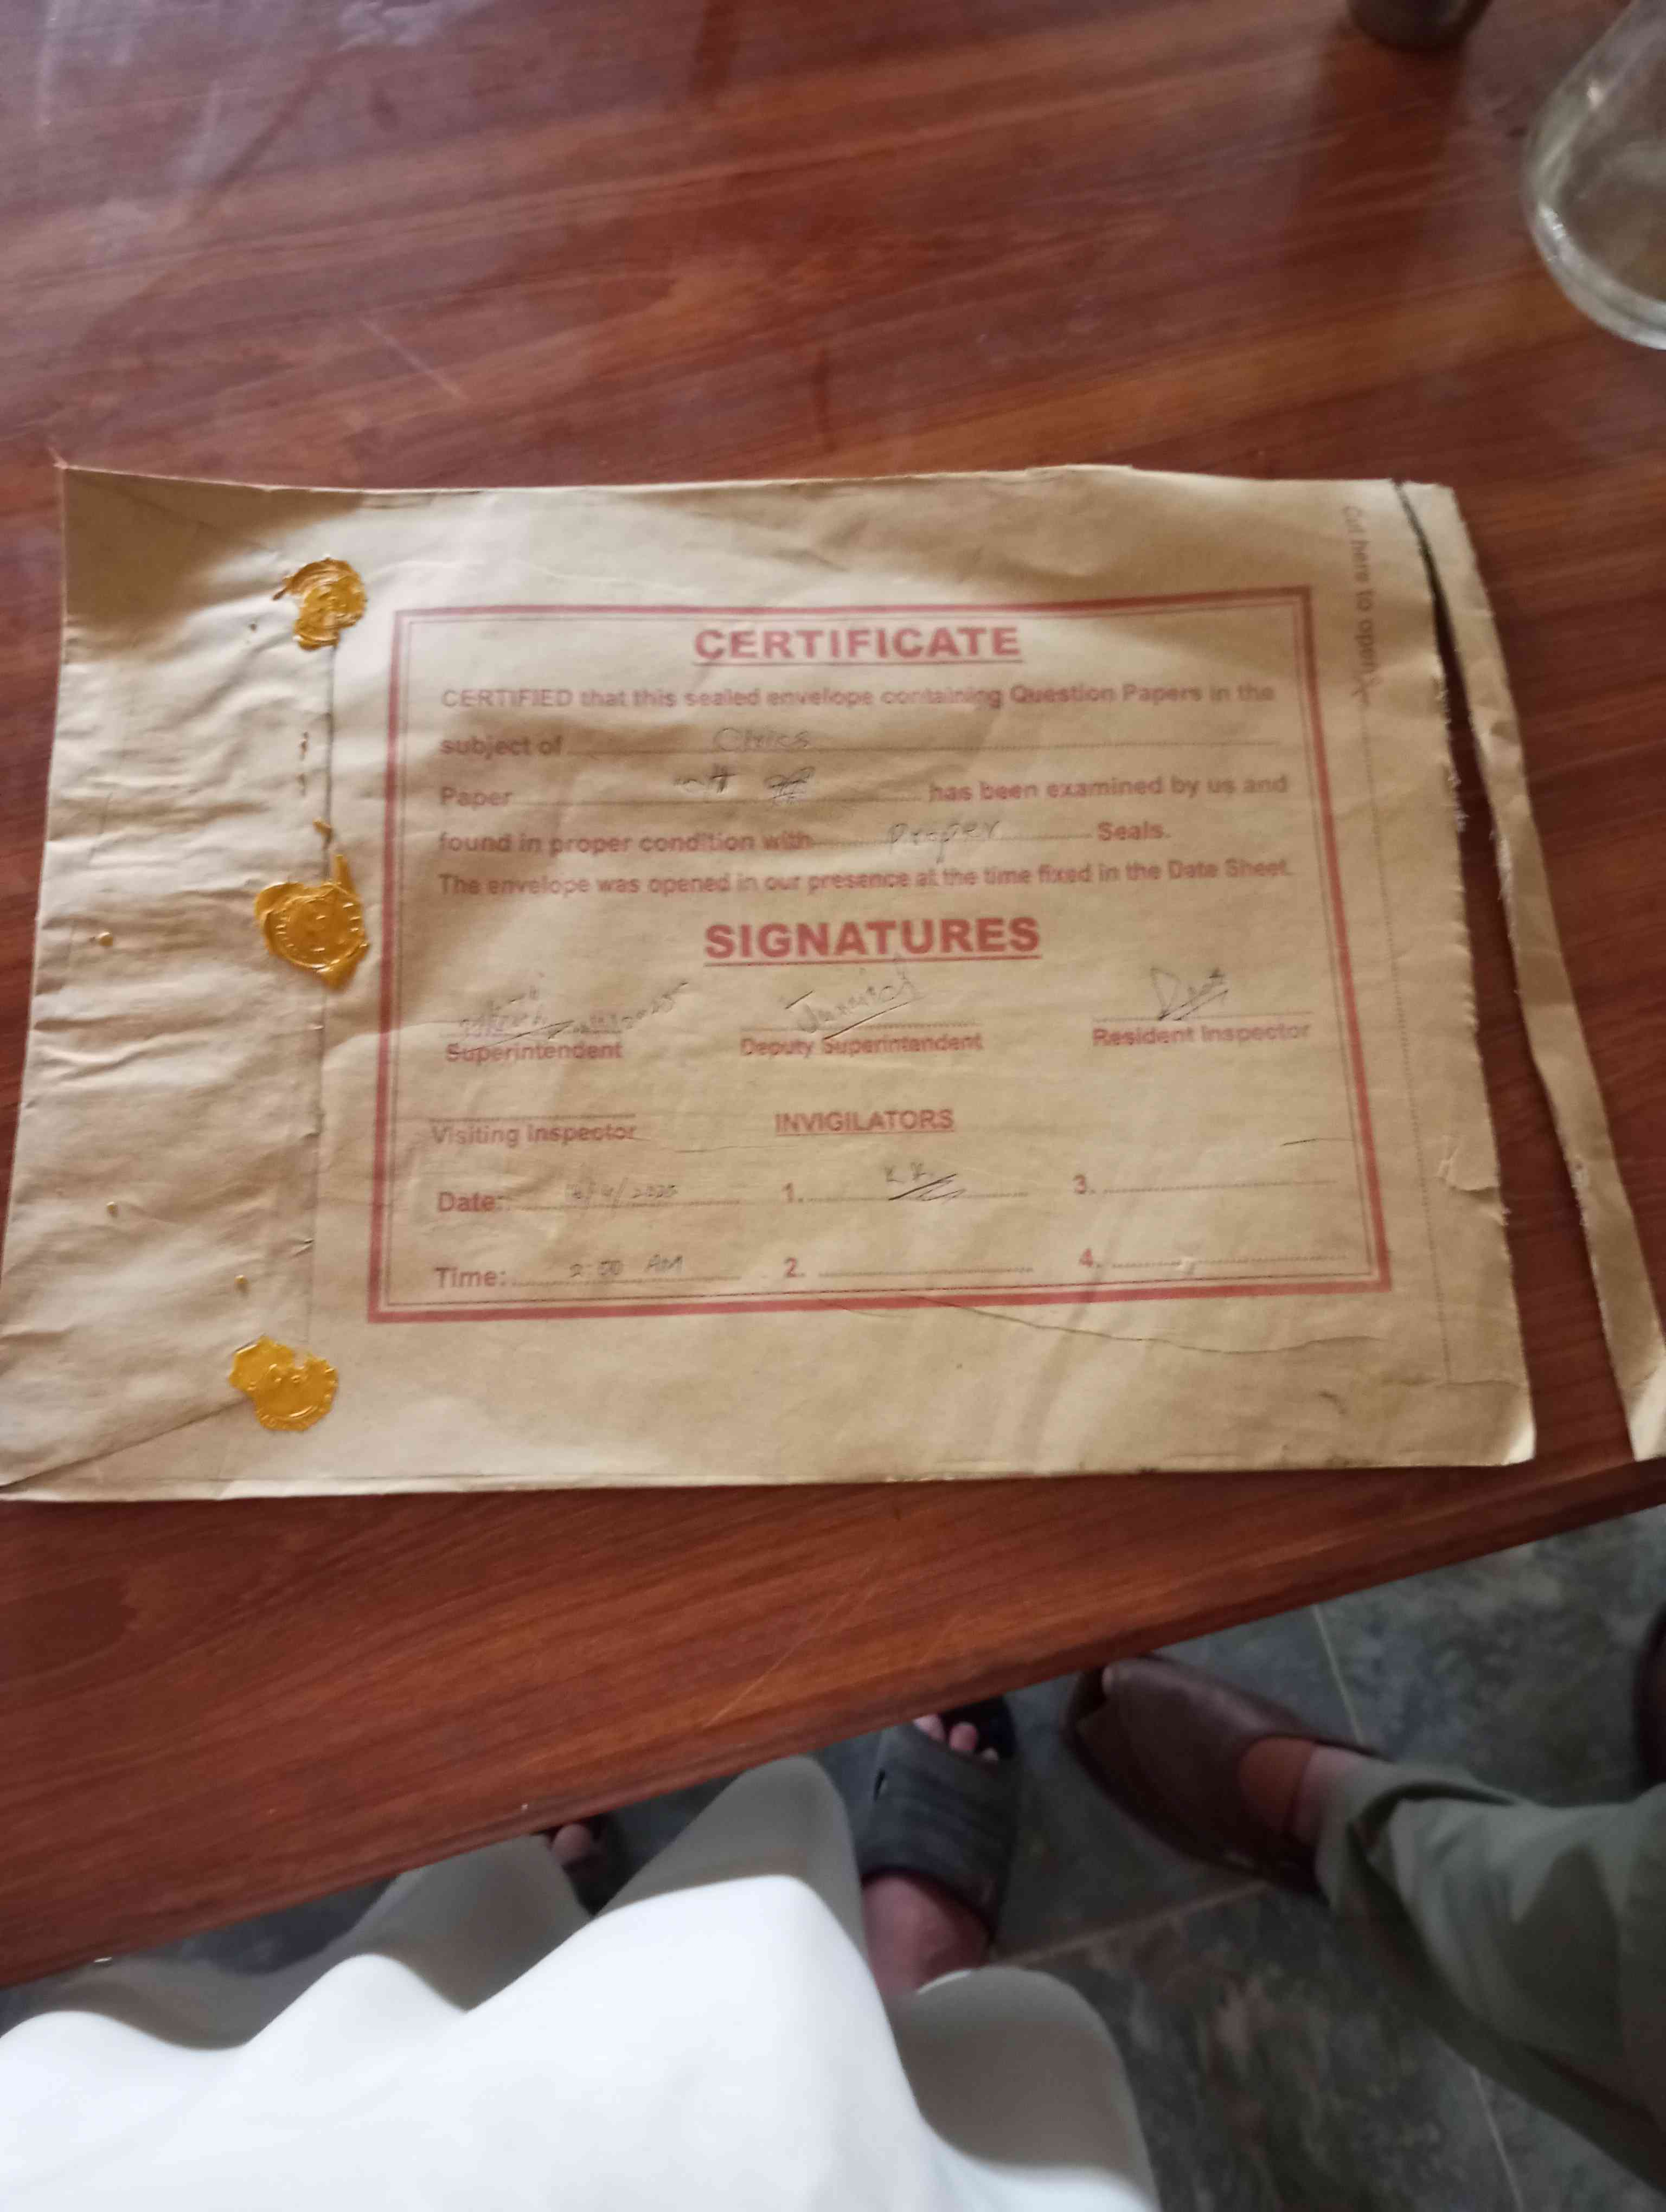 Cut here to open
CERTIFICATE
CERTIFIED that this sealed envelope containing Question Papers in the
subject of Civics
Paper has been examined by us and
found in proper condition with Proper Seals.
The envelope was opened in our presence at the time fixed in the Date Sheet.
SIGNATURES
Superintendent Deputy Superintendent Resident Inspector
Visiting Inspector INVIGILATORS
Date: 1. 3.
Time: 2:00 AM 2. 4.